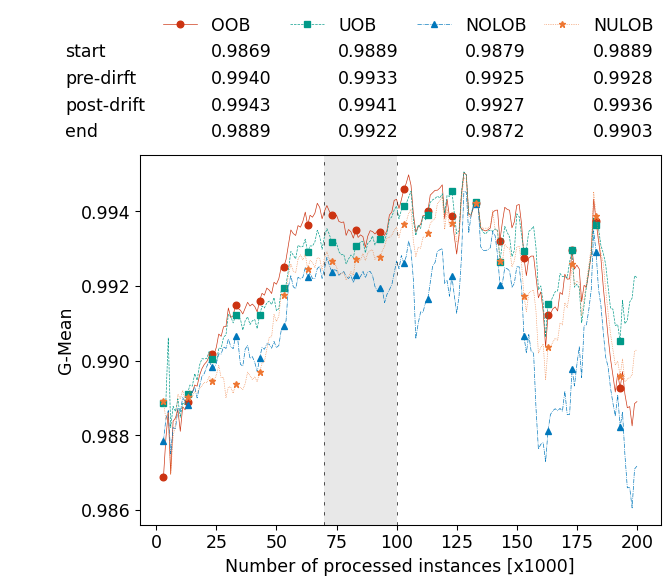 OOB UOB NOLOB NULOB
start 0.9869 0.9889 0.9879 0.9889
pre-dirft 0.9940 0.9933 0.9925 0.9928
post-drift 0.9943 0.9941 0.9927 0.9936
end 0.9889 0.9922 0.9872 0.9903
G-Mean
0.994
0.992
0.990
0.988
0.986
0 25 50 75 100 125 150 175 200
Number of processed instances [x1000]